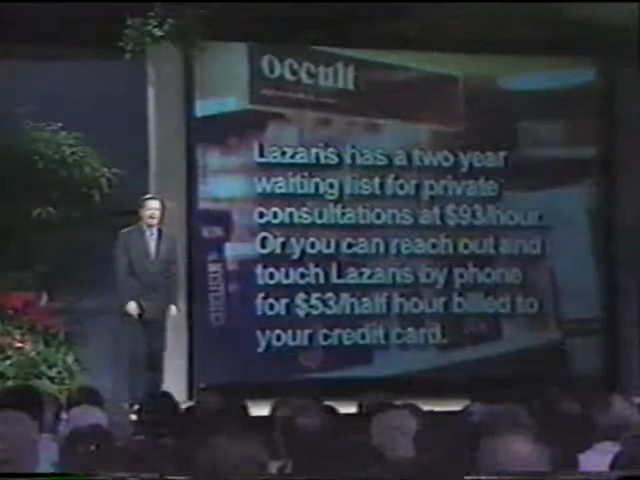 occult
Lazaris has a two year
waiting list for private
consultations at $93/hour.
Or you can reach out and
touch Lazaris by phone
for $53/half hour billed to
your credit card.